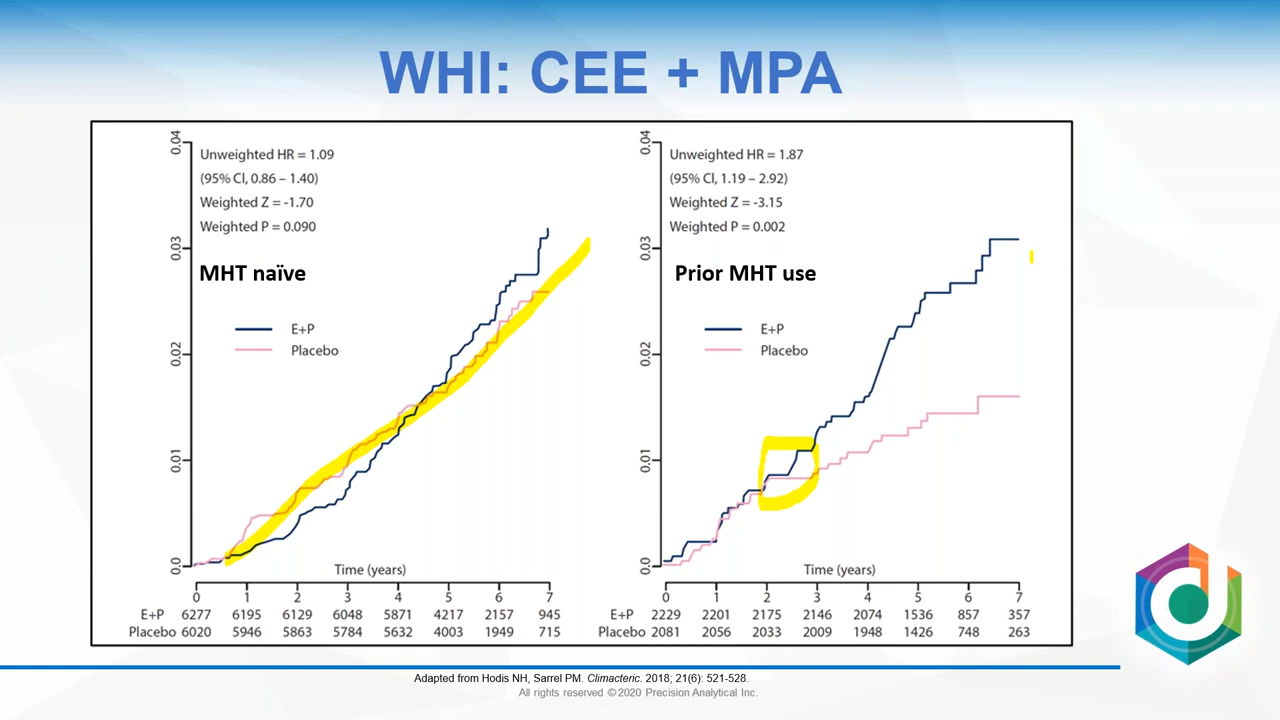 WHI: CEE + MPA
0.04
0.03
0.02
0.01
0.0
Unweighted HR = 1.09
(95% CI, 0.86 – 1.40)
Weighted Z = -1.70
Weighted P = 0.090
MHT naïve
E+P
Placebo
Time (years)
0 1 2 3 4 5 6 7
E+P 6277 6195 6129 6048 5871 4217 2157 945
Placebo 6020 5946 5863 5784 5632 4003 1949 715
0.04
0.03
0.02
0.01
0.0
Unweighted HR = 1.87
(95% CI, 1.19 – 2.92)
Weighted Z = -3.15
Weighted P = 0.002
Prior MHT use
E+P
Placebo
Time (years)
0 1 2 3 4 5 6 7
E+P 2229 2201 2175 2146 2074 1536 857 357
Placebo 2081 2056 2033 2009 1948 1426 748 263
Adapted from Hodis NH, Sarrel PM. Climacteric. 2018; 21(6): 521-528.
All rights reserved ©2020 Precision Analytical Inc.